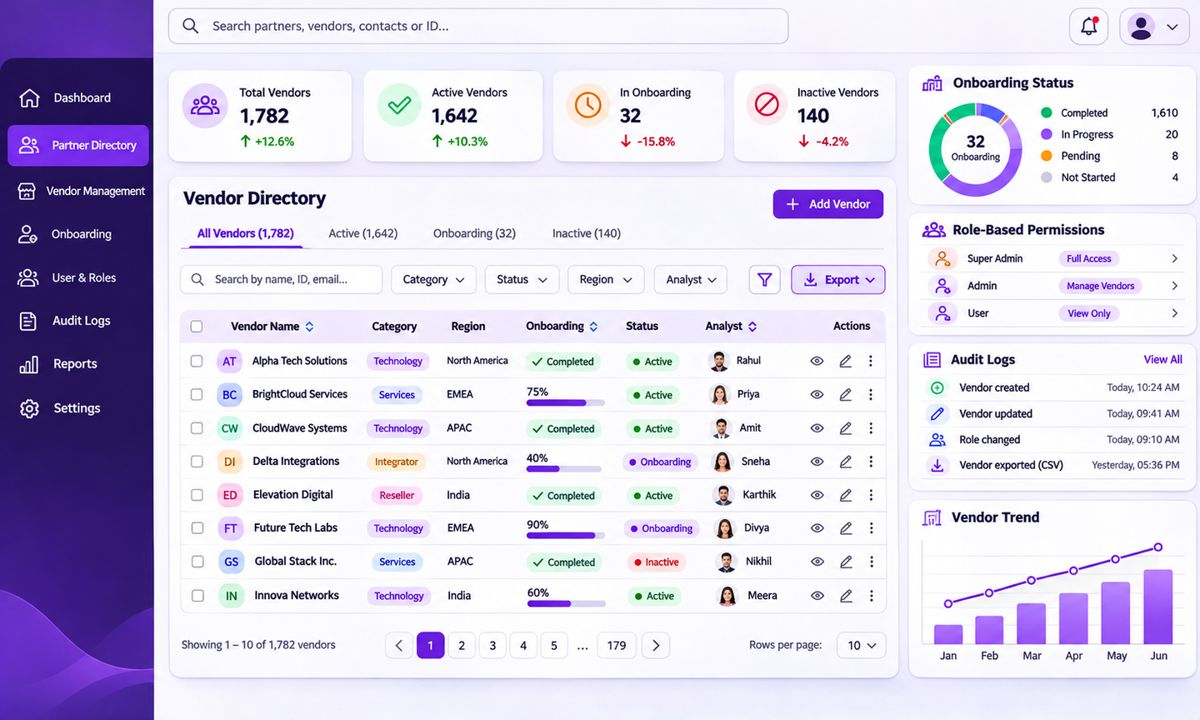 Search partners, vendors, contacts or ID...
Dashboard
Partner Directory
Vendor Management
Onboarding
User & Roles
Audit Logs
Reports
Settings
Total Vendors
1,782
+12.6%
Active Vendors
1,642
+10.3%
In Onboarding
32
-15.8%
Inactive Vendors
140
-4.2%
Vendor Directory
Add Vendor
All Vendors (1,782) Active (1,642) Onboarding (32) Inactive (140)
Search by name, ID, email... Category Status Region Analyst Export
Vendor Name Category Region Onboarding Status Analyst Actions
AT Alpha Tech Solutions Technology North America Completed Active Rahul
BC BrightCloud Services Services EMEA 75% Active Priya
CW CloudWave Systems Technology APAC Completed Active Amit
DI Delta Integrations Integrator North America 40% Onboarding Sneha
ED Elevation Digital Reseller India Completed Active Karthik
FT Future Tech Labs Technology EMEA 90% Onboarding Divya
GS Global Stack Inc. Services APAC Completed Inactive Nikhil
IN Innova Networks Technology India 60% Active Meera
Showing 1 – 10 of 1,782 vendors 1 2 3 4 5 ... 179 Rows per page: 10
Onboarding Status
32
Onboarding
Completed 1,610
In Progress 20
Pending 8
Not Started 4
Role-Based Permissions
Super Admin Full Access
Admin Manage Vendors
User View Only
Audit Logs View All
Vendor created Today, 10:24 AM
Vendor updated Today, 09:41 AM
Role changed Today, 09:10 AM
Vendor exported (CSV) Yesterday, 05:36 PM
Vendor Trend
Jan Feb Mar Apr May Jun